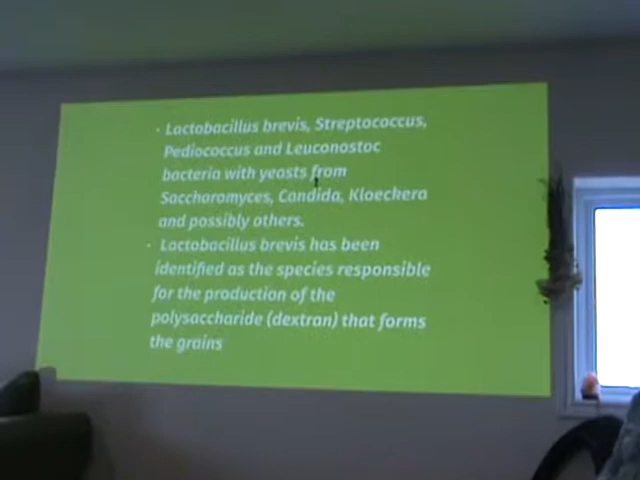 · Lactobacillus brevis, Streptococcus,
Pediococcus and Leuconostoc
bacteria with yeasts from
Saccharomyces, Candida, Kloeckera
and possibly others.
· Lactobacillus brevis has been
identified as the species responsible
for the production of the
polysaccharide (dextran) that forms
the grains